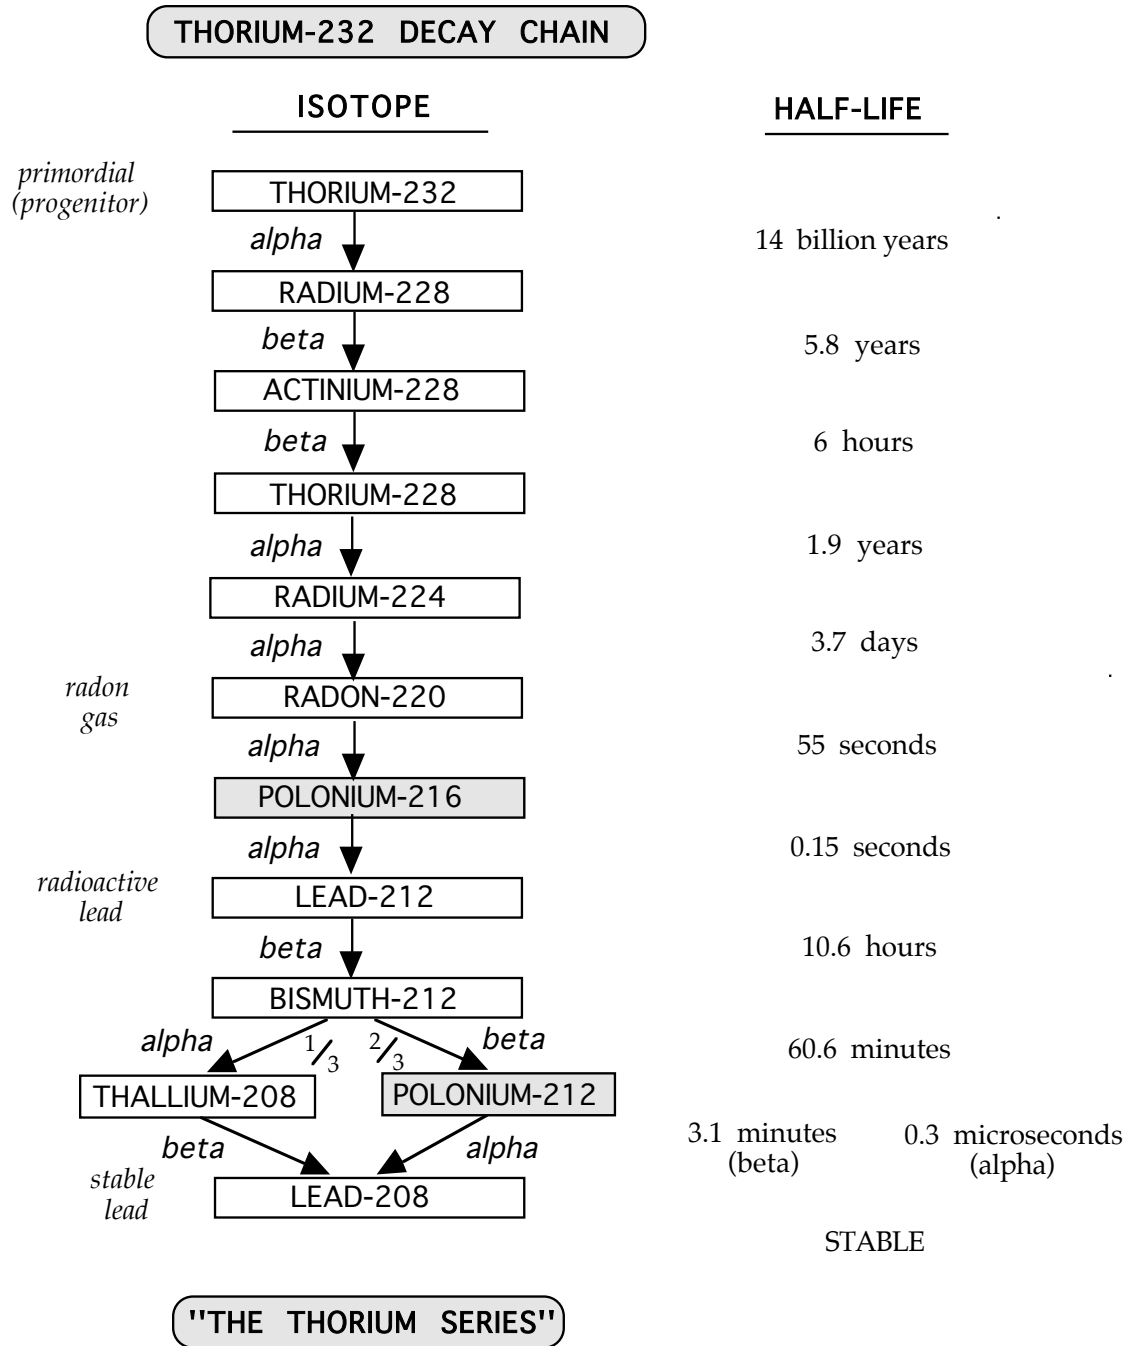 THORIUM-232 DECAY CHAIN
ISOTOPE
HALF-LIFE
primordial
(progenitor)
THORIUM-232
alpha
14 billion years
RADIUM-228
beta
5.8 years
ACTINIUM-228
beta
6 hours
THORIUM-228
alpha
1.9 years
RADIUM-224
alpha
3.7 days
radon
gas
RADON-220
alpha
55 seconds
POLONIUM-216
alpha
0.15 seconds
radioactive
lead
LEAD-212
beta
10.6 hours
BISMUTH-212
alpha
1/3
2/3
beta
60.6 minutes
THALLIUM-208
POLONIUM-212
beta
alpha
3.1 minutes
(beta)
0.3 microseconds
(alpha)
stable
lead
LEAD-208
STABLE
"THE THORIUM SERIES"